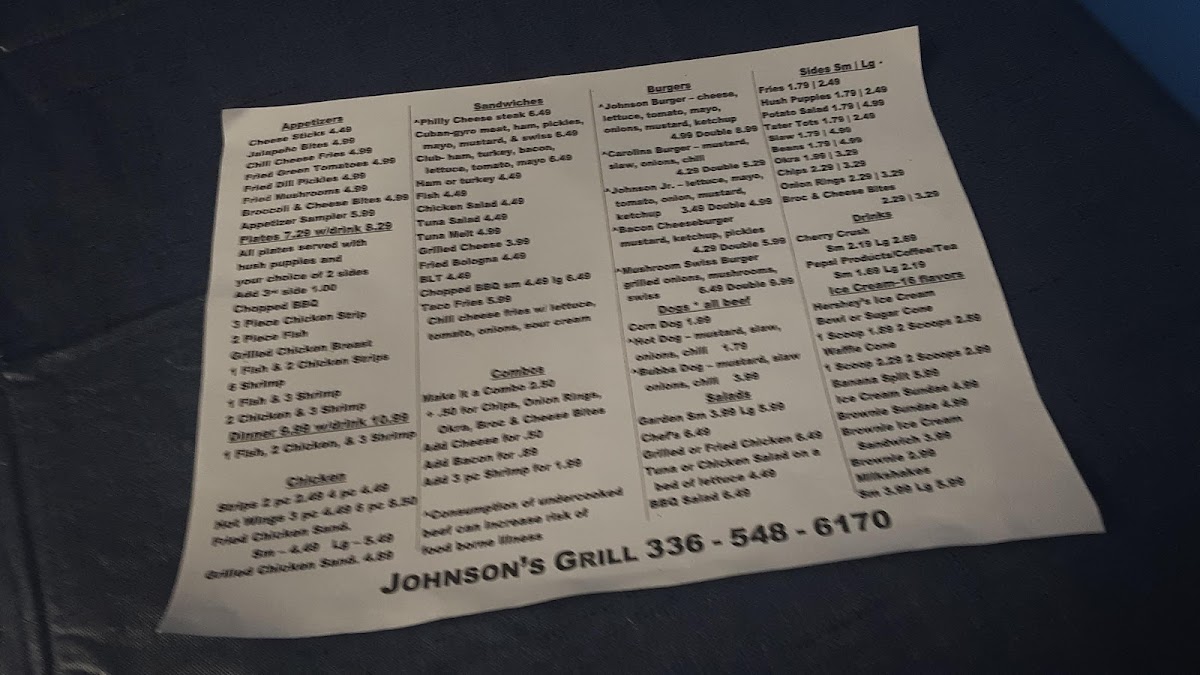 Appetizers
Cheese Sticks 4.49
Jalapeño Bites 4.99
Chili Cheese Fries 4.99
Fried Green Tomatoes 4.99
Fried Dill Pickles 4.99
Fried Mushrooms 4.99
Broccoli & Cheese Bites 4.99
Appetizer Sampler 5.99
Plates 7.29 w/drink 8.29
All plates served with
hush puppies and
your choice of 2 sides
Add 3rd side 1.00
Chopped BBQ
3 Piece Chicken Strip
2 Piece Fish
Grilled Chicken Breast
1 Fish & 2 Chicken Strips
6 Shrimp
1 Fish & 3 Shrimp
2 Chicken & 3 Shrimp
Dinner 9.99 w/drink 10.99
1 Fish, 2 Chicken, & 3 Shrimp
Chicken
Strips 2 pc 2.49 4 pc 4.49
Hot Wings 3 pc 4.49 6 pc 6.50
Fried Chicken Sand.
Sm – 4.49 Lg – 5.49
Grilled Chicken Sand. 4.89
Sandwiches
*Philly Cheese steak 6.49
Cuban-gyro meat, ham, pickles,
mayo, mustard, & swiss 6.49
Club- ham, turkey, bacon,
lettuce, tomato, mayo 6.49
Ham or turkey 4.49
Fish 4.49
Chicken Salad 4.49
Tuna Salad 4.49
Tuna Melt 4.99
Grilled Cheese 3.99
Fried Bologna 4.49
BLT 4.49
Chopped BBQ sm 4.49 lg 5.49
Taco Fries 5.99
Chili cheese fries w/ lettuce,
tomato, onions, sour cream
Combos
Make it a Combo 2.50
+ .50 for Chips, Onion Rings,
Okra, Broc & Cheese Bites
Add Cheese for .50
Add Bacon for .89
Add 3 pc Shrimp for 1.99
*Consumption of undercooked
beef can increase risk of
food borne illness
Burgers
*Johnson Burger – cheese,
lettuce, tomato, mayo,
onions, mustard, ketchup
4.99 Double 6.99
*Carolina Burger – mustard,
slaw, onions, chili
4.29 Double 5.29
*Johnson Jr. – lettuce, mayo,
tomato, onion, mustard,
ketchup 3.49 Double 4.99
*Bacon Cheeseburger
mustard, ketchup, pickles
4.29 Double 5.99
*Mushroom Swiss Burger
grilled onions, mushrooms,
swiss 5.49 Double 6.99
Dogs * all beef
Corn Dog 1.99
*Hot Dog – mustard, slaw,
onions, chili 1.79
*Bubba Dog – mustard, slaw
onions, chili 3.99
Salads
Garden Sm 3.99 Lg 5.99
Chef's 6.49
Grilled or Fried Chicken 6.49
Tuna or Chicken Salad on a
bed of lettuce 4.49
BBQ Salad 6.49
Sides Sm | Lg
Fries 1.79 | 2.49
Hush Puppies 1.79 | 2.49
Potato Salad 1.79 | 4.99
Tater Tots 1.79 | 2.49
Slaw 1.79 | 4.99
Beans 1.79 | 4.99
Okra 1.99 | 3.29
Chips 2.29 | 3.29
Onion Rings 2.29 | 3.29
Broc & Cheese Bites
2.29 | 3.29
Drinks
Cherry Crush
Sm 2.19 Lg 2.69
Pepsi Products/Coffee/Tea
Sm 1.69 Lg 2.19
Ice Cream-16 flavors
Hershey's Ice Cream
Bowl or Sugar Cone
1 Scoop 1.89 2 Scoops 2.59
Waffle Cone
1 Scoop 2.29 2 Scoops 2.99
Banana Split 5.99
Ice Cream Sundae 4.99
Brownie Sundae 4.99
Brownie Ice Cream
Sandwich 3.99
Brownie 2.99
Milkshakes
Sm 3.99 Lg 5.99
JOHNSON'S GRILL 336 - 548 - 6170